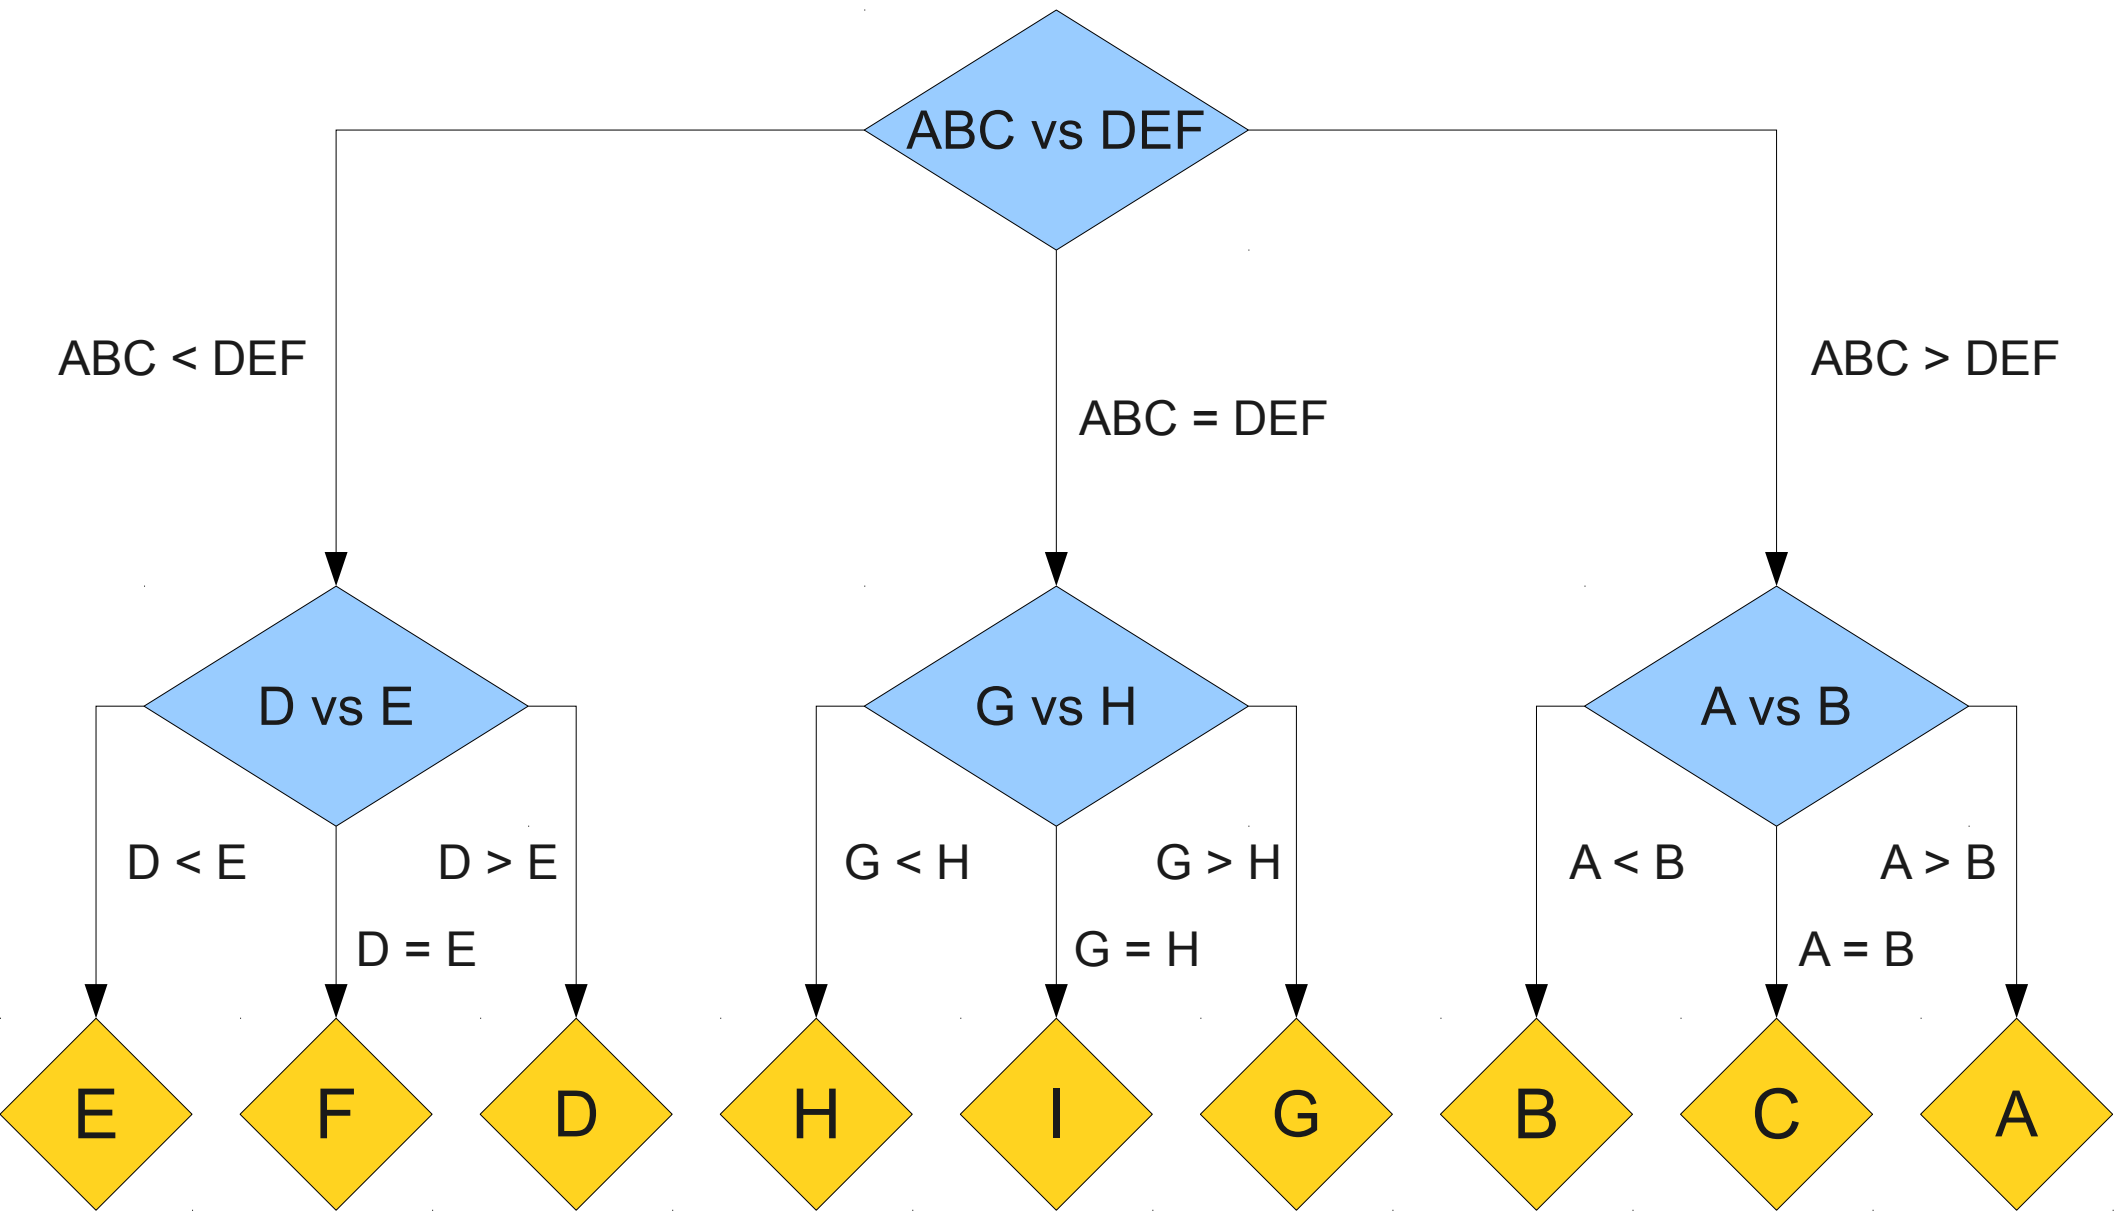 ABC vs DEF
ABC < DEF
ABC = DEF
ABC > DEF
D vs E
G vs H
A vs B
D < E
D = E
D > E
G < H
G = H
G > H
A < B
A = B
A > B
E
F
D
H
I
G
B
C
A